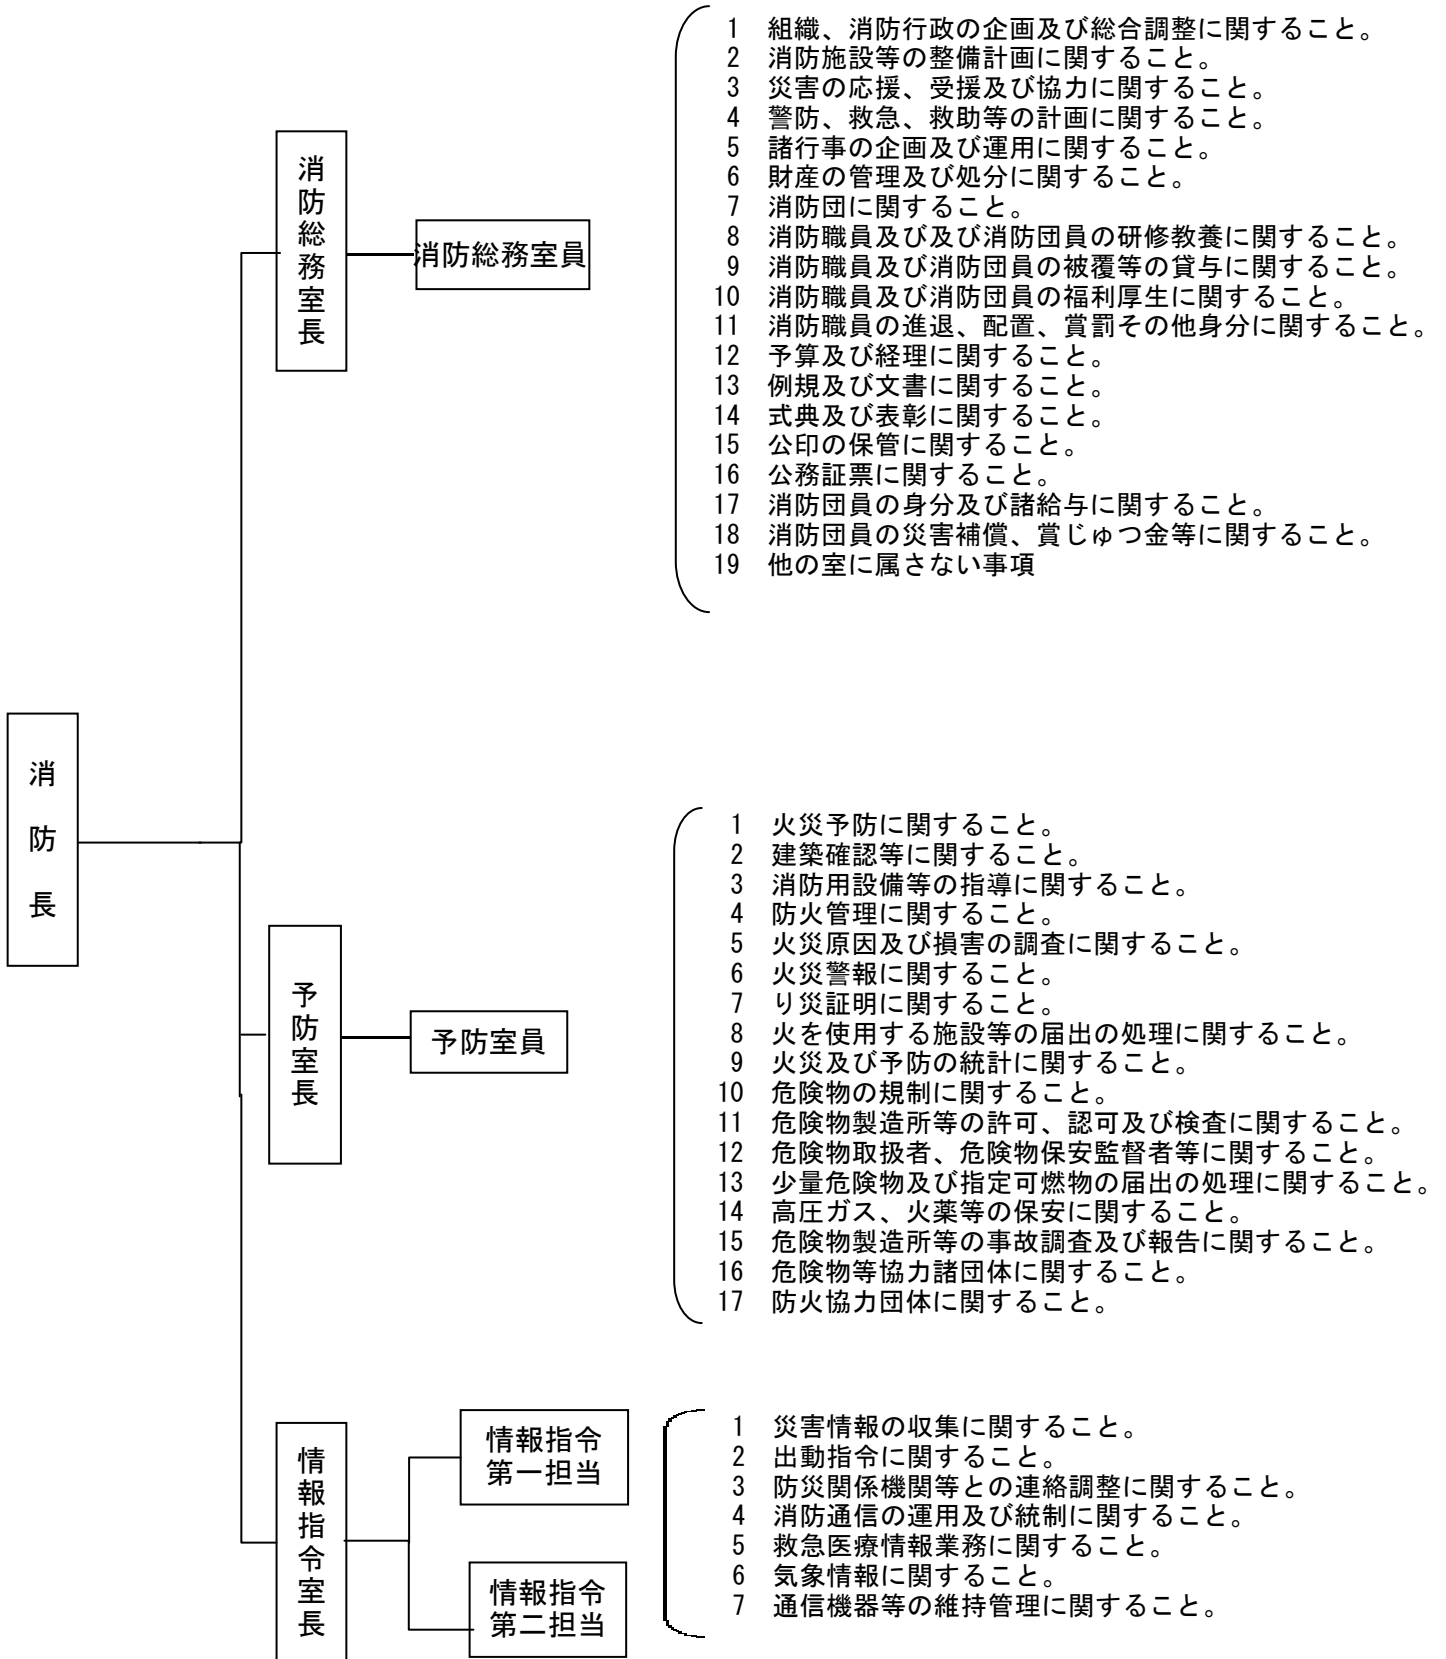 消防長
消防総務室長
消防総務室員
1 組織、消防行政の企画及び総合調整に関すること。
2 消防施設等の整備計画に関すること。
3 災害の応援、受援及び協力に関すること。
4 警防、救急、救助等の計画に関すること。
5 諸行事の企画及び運用に関すること。
6 財産の管理及び処分に関すること。
7 消防団に関すること。
8 消防職員及び及び消防団員の研修教養に関すること。
9 消防職員及び消防団員の被覆等の貸与に関すること。
10 消防職員及び消防団員の福利厚生に関すること。
11 消防職員の進退、配置、賞罰その他身分に関すること。
12 予算及び経理に関すること。
13 例規及び文書に関すること。
14 式典及び表彰に関すること。
15 公印の保管に関すること。
16 公務証票に関すること。
17 消防団員の身分及び諸給与に関すること。
18 消防団員の災害補償、賞じゅつ金等に関すること。
19 他の室に属さない事項
予防室長
予防室員
1 火災予防に関すること。
2 建築確認等に関すること。
3 消防用設備等の指導に関すること。
4 防火管理に関すること。
5 火災原因及び損害の調査に関すること。
6 火災警報に関すること。
7 り災証明に関すること。
8 火を使用する施設等の届出の処理に関すること。
9 火災及び予防の統計に関すること。
10 危険物の規制に関すること。
11 危険物製造所等の許可、認可及び検査に関すること。
12 危険物取扱者、危険物保安監督者等に関すること。
13 少量危険物及び指定可燃物の届出の処理に関すること。
14 高圧ガス、火薬等の保安に関すること。
15 危険物製造所等の事故調査及び報告に関すること。
16 危険物等協力諸団体に関すること。
17 防火協力団体に関すること。
情報指令室長
情報指令
第一担当
情報指令
第二担当
1 災害情報の収集に関すること。
2 出動指令に関すること。
3 防災関係機関等との連絡調整に関すること。
4 消防通信の運用及び統制に関すること。
5 救急医療情報業務に関すること。
6 気象情報に関すること。
7 通信機器等の維持管理に関すること。